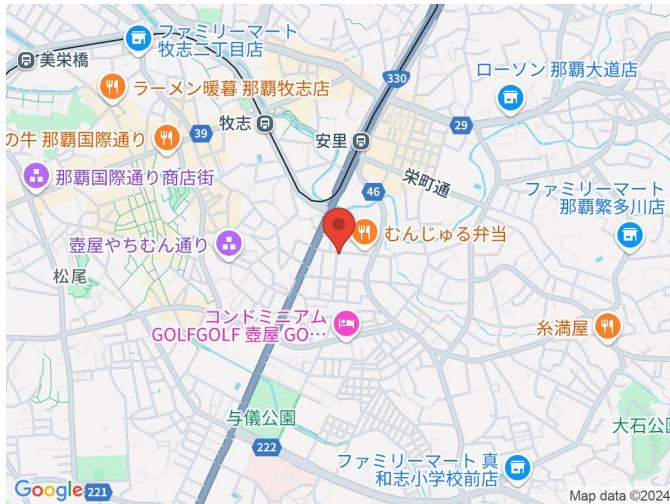 ファミリーマート
牧志二丁目店
美栄橋
330
ローソン 那覇大道店
ラーメン暖暮 那覇牧志店
牧志
安里
29
の牛 那覇国際通り
39
栄町通
那覇国際通り商店街
46
ファミリーマート
那覇繁多川店
むんじゅる弁当
壺屋やちむん通り
松尾
コンドミニアム
GOLFGOLF 壺屋 GO…
糸満屋
与儀公園
大石公園
222
ファミリーマート 真
和志小学校前店
Google
221
Map data ©2024